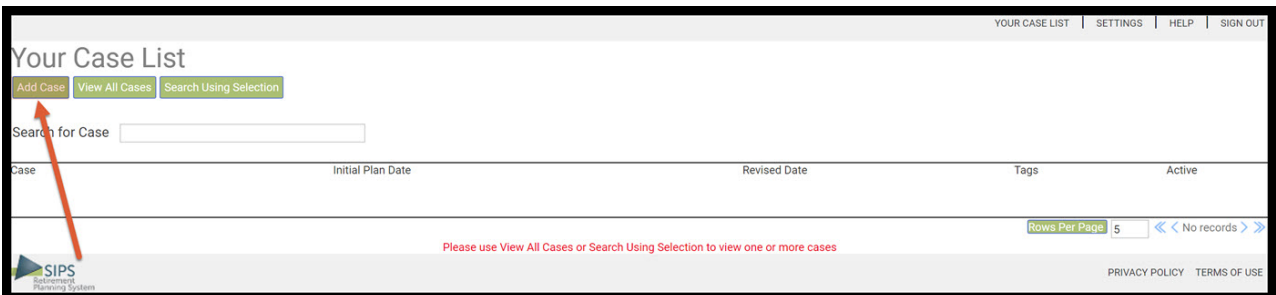 YOUR CASE LIST | SETTINGS | HELP | SIGN OUT
Your Case List
Add Case View All Cases Search Using Selection
Search for Case
Case Initial Plan Date Revised Date Tags Active
Rows Per Page 5 No records
Please use View All Cases or Search Using Selection to view one or more cases
SIPS
Retirement
Planning System
PRIVACY POLICY TERMS OF USE